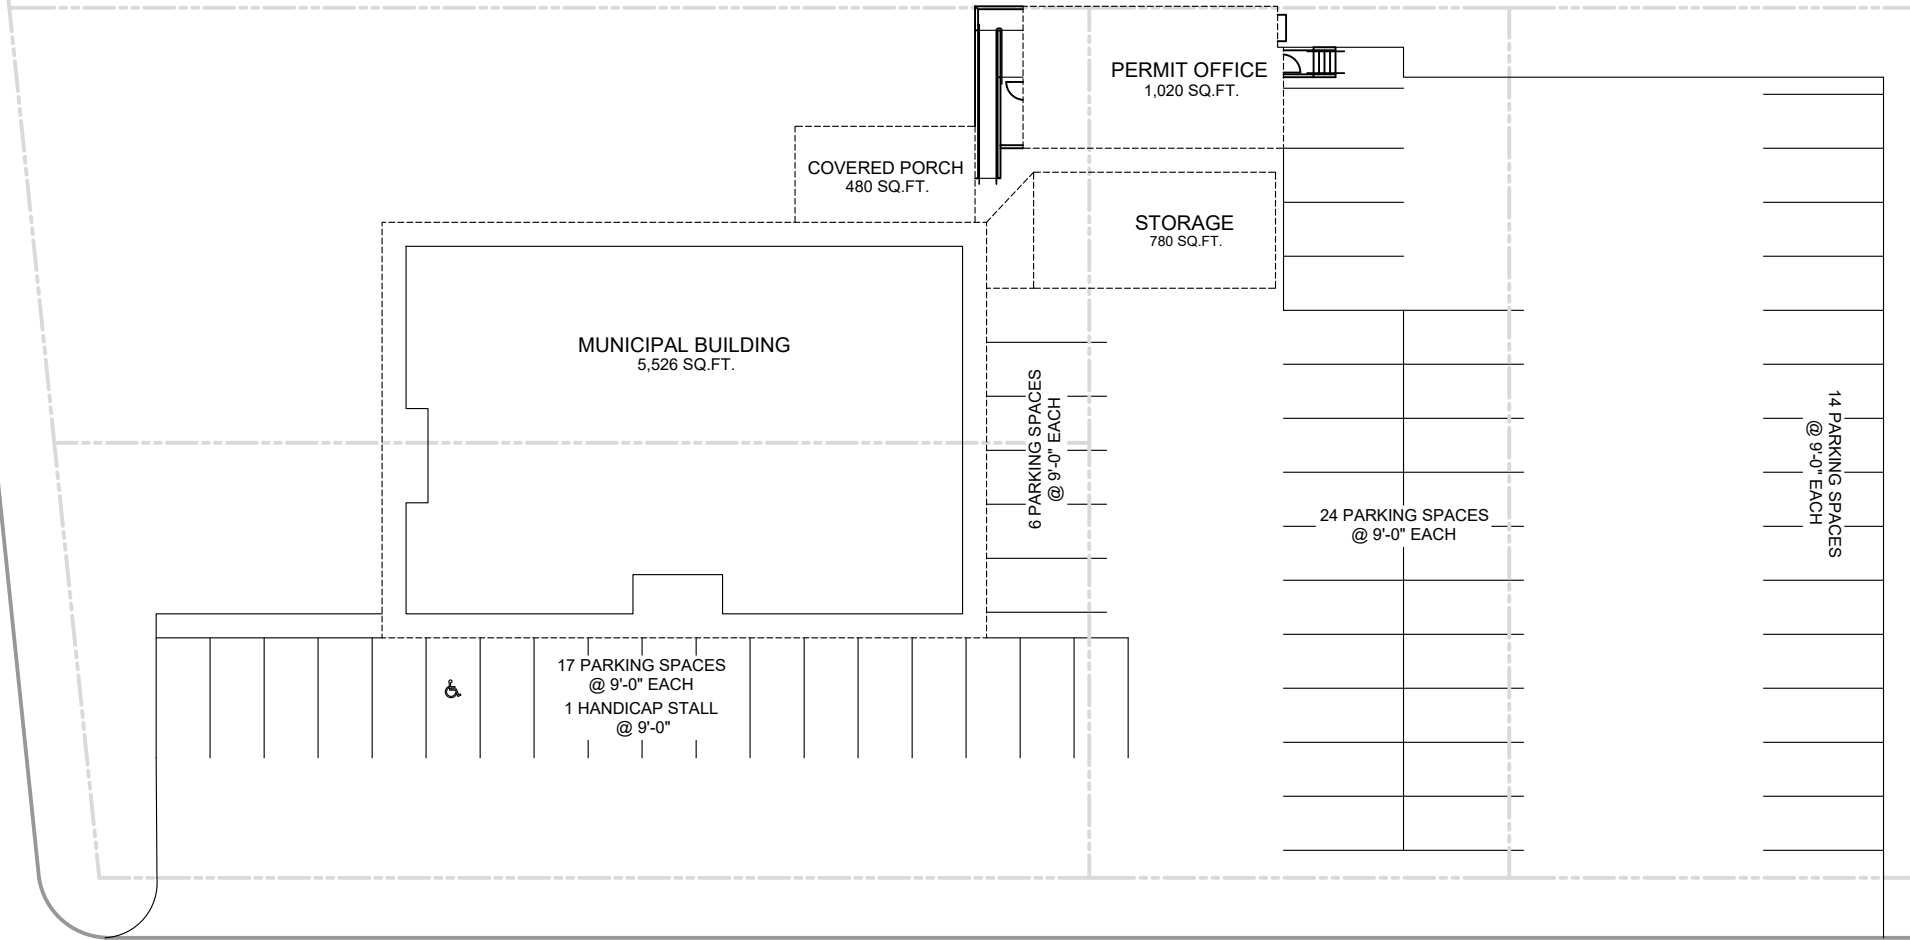 PERMIT OFFICE
1,020 SQ.FT.
COVERED PORCH
480 SQ.FT.
STORAGE
780 SQ.FT.
MUNICIPAL BUILDING
5,526 SQ.FT.
6 PARKING SPACES
@ 9'-0" EACH
14 PARKING SPACES
@ 9'-0" EACH
24 PARKING SPACES
@ 9'-0" EACH
17 PARKING SPACES
@ 9'-0" EACH
1 HANDICAP STALL
@ 9'-0"